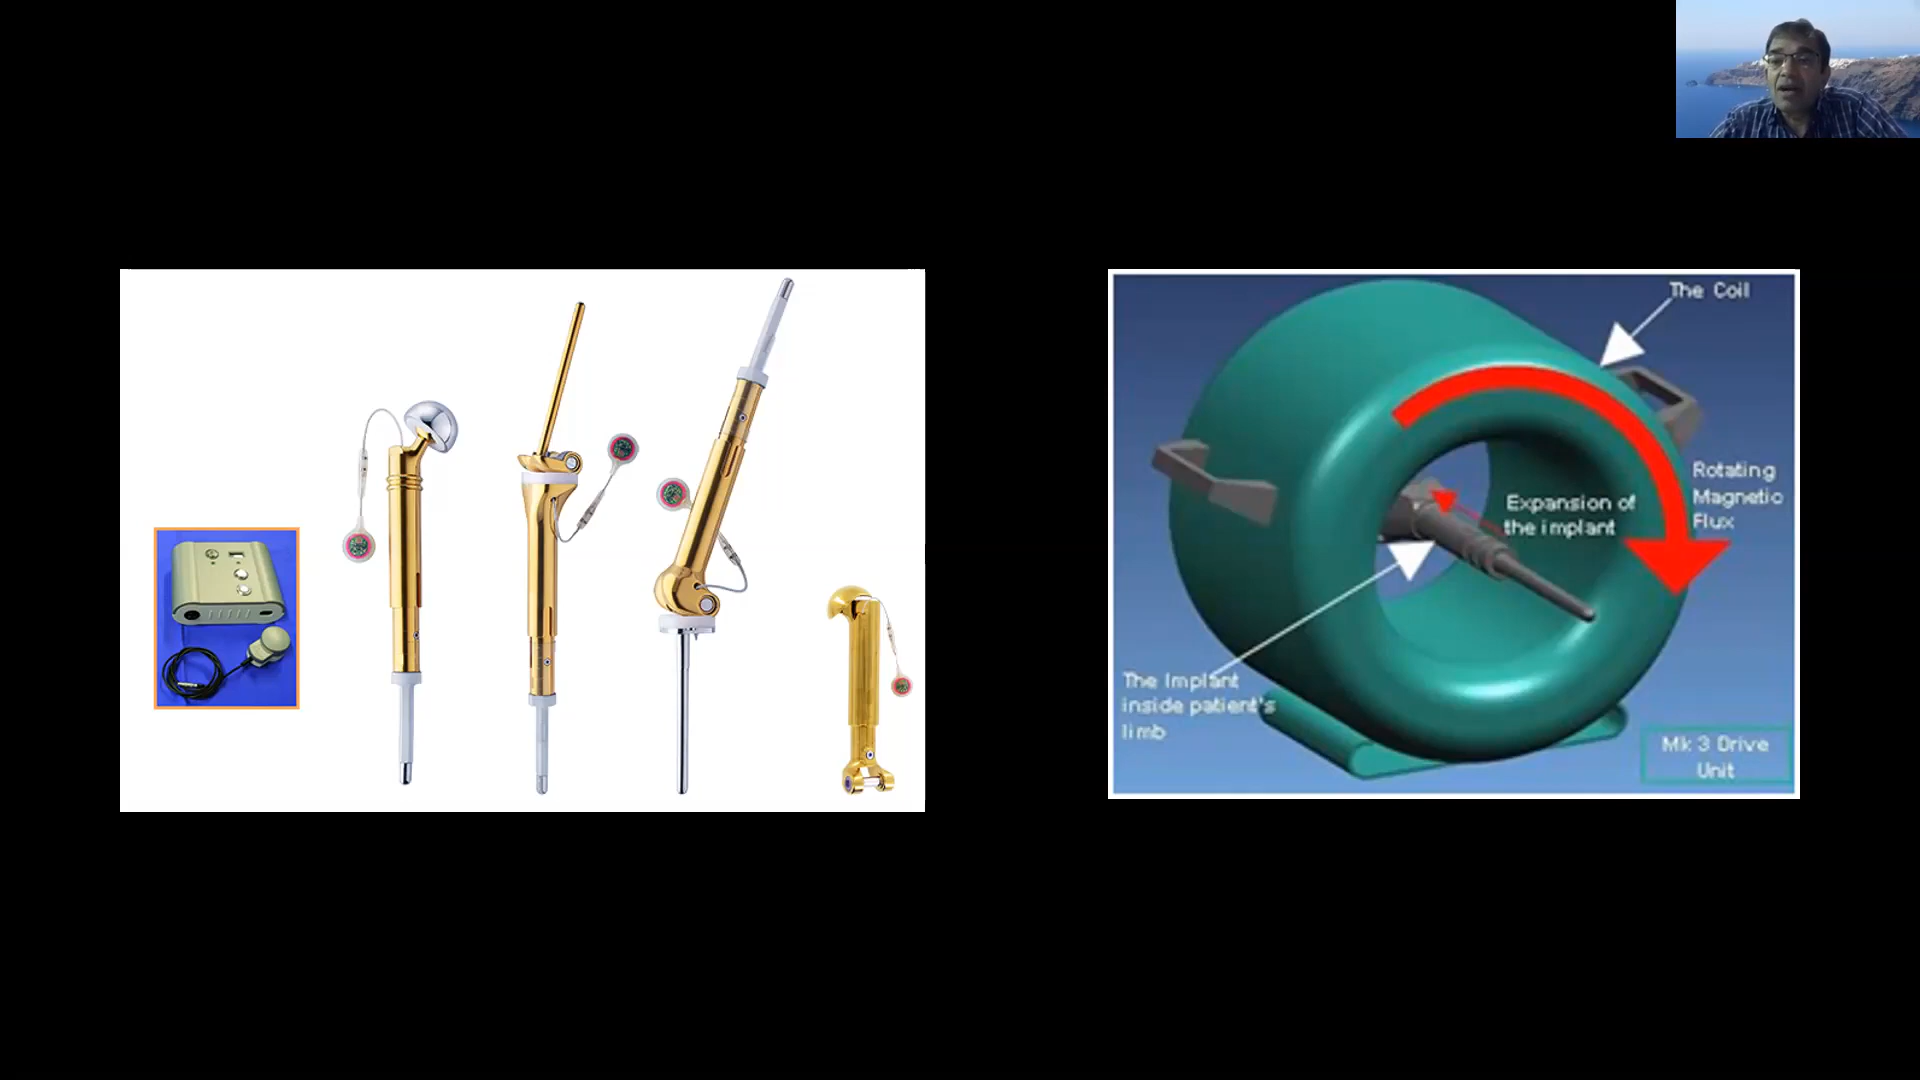 The Coil
Rotating
Magnetic
Flux
Expansion of
the implant
The Implant
inside patient's
limb
Mk 3 Drive
Unit